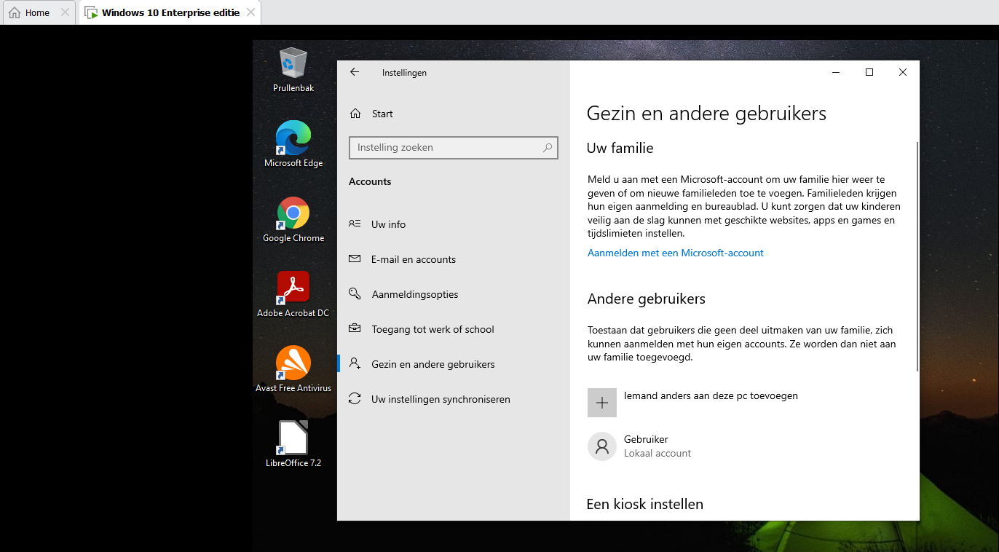 Home
Windows 10 Enterprise editie
Prullenbak
Microsoft Edge
Google Chrome
Adobe Acrobat DC
Avast Free Antivirus
LibreOffice 7.2
Instellingen
Start
Instelling zoeken
Accounts
Uw info
E-mail en accounts
Aanmeldingsopties
Toegang tot werk of school
Gezin en andere gebruikers
Uw instellingen synchroniseren
Gezin en andere gebruikers
Uw familie
Meld u aan met een Microsoft-account om uw familie hier weer te
geven of om nieuwe familieleden toe te voegen. Familieleden krijgen
hun eigen aanmelding en bureaublad. U kunt zorgen dat uw kinderen
veilig aan de slag kunnen met geschikte websites, apps en games en
tijdslimieten instellen.
Aanmelden met een Microsoft-account
Andere gebruikers
Toestaan dat gebruikers die geen deel uitmaken van uw familie, zich
kunnen aanmelden met hun eigen accounts. Ze worden dan niet aan
uw familie toegevoegd.
Iemand anders aan deze pc toevoegen
Gebruiker
Lokaal account
Een kiosk instellen